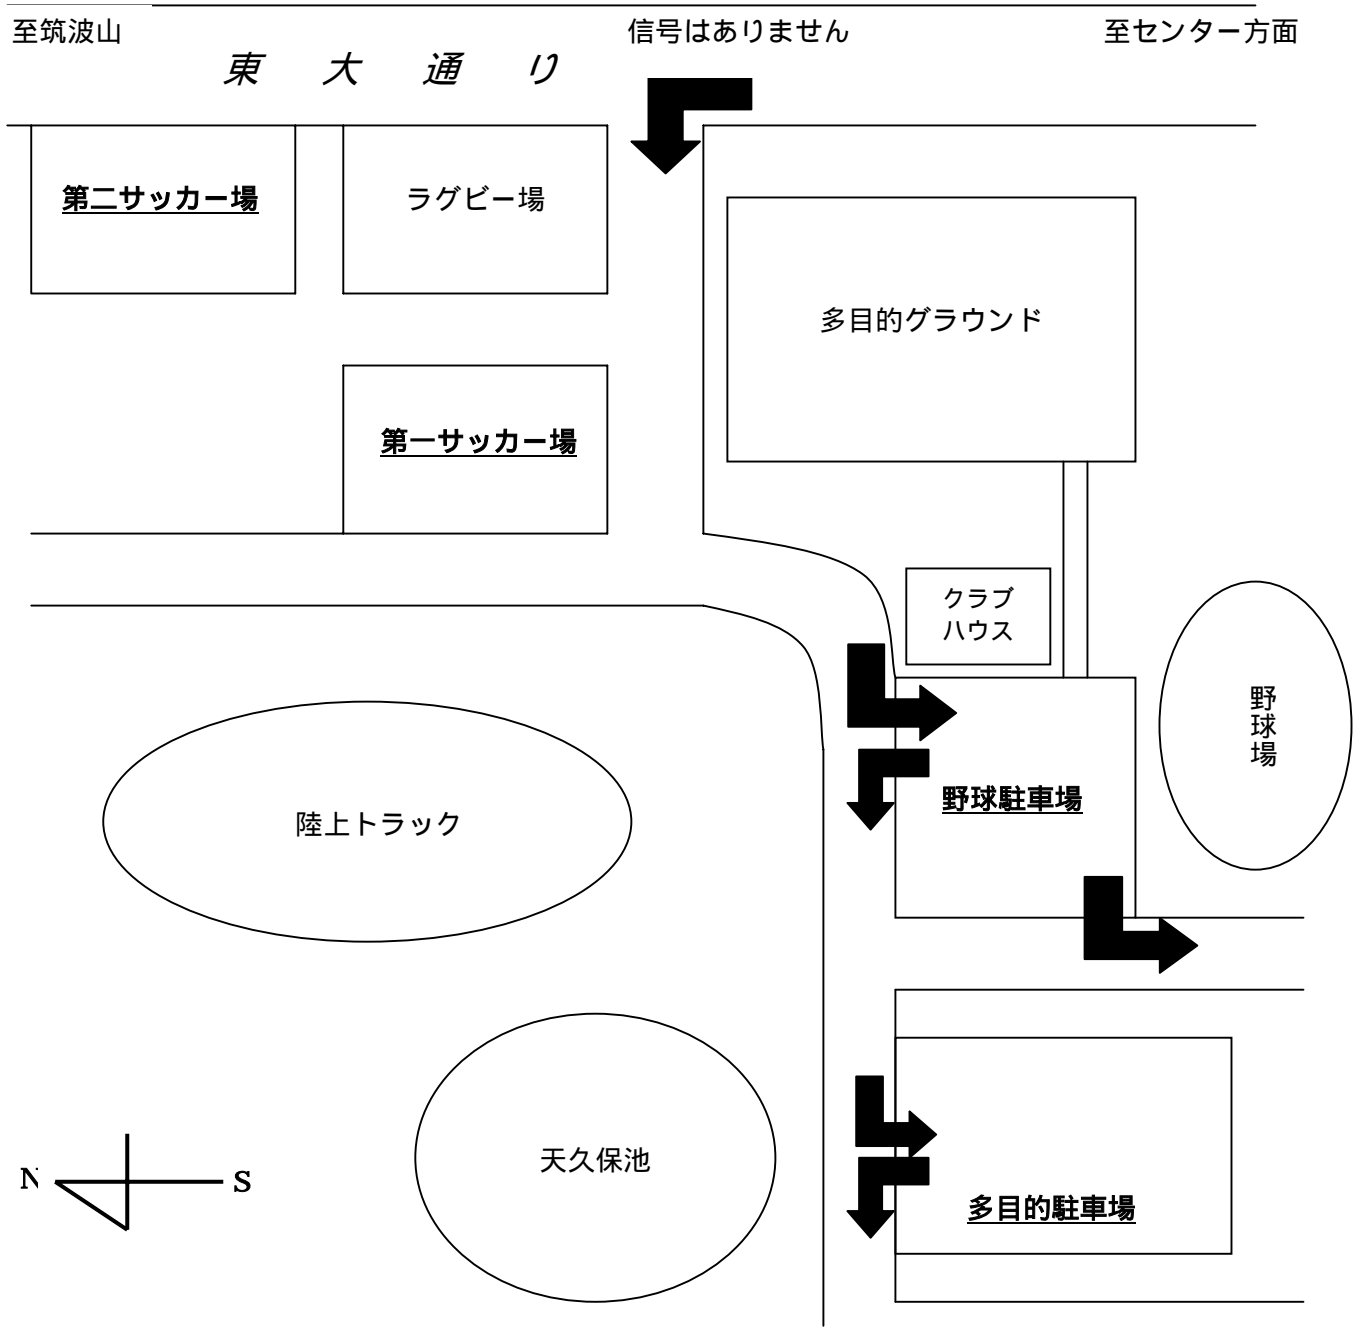 至筑波山
信号はありません
至センター方面
東大通り
第二サッカー場
ラグビー場
多目的グラウンド
第一サッカー場
クラブ
ハウス
野球場
野球駐車場
陸上トラック
天久保池
N
S
多目的駐車場